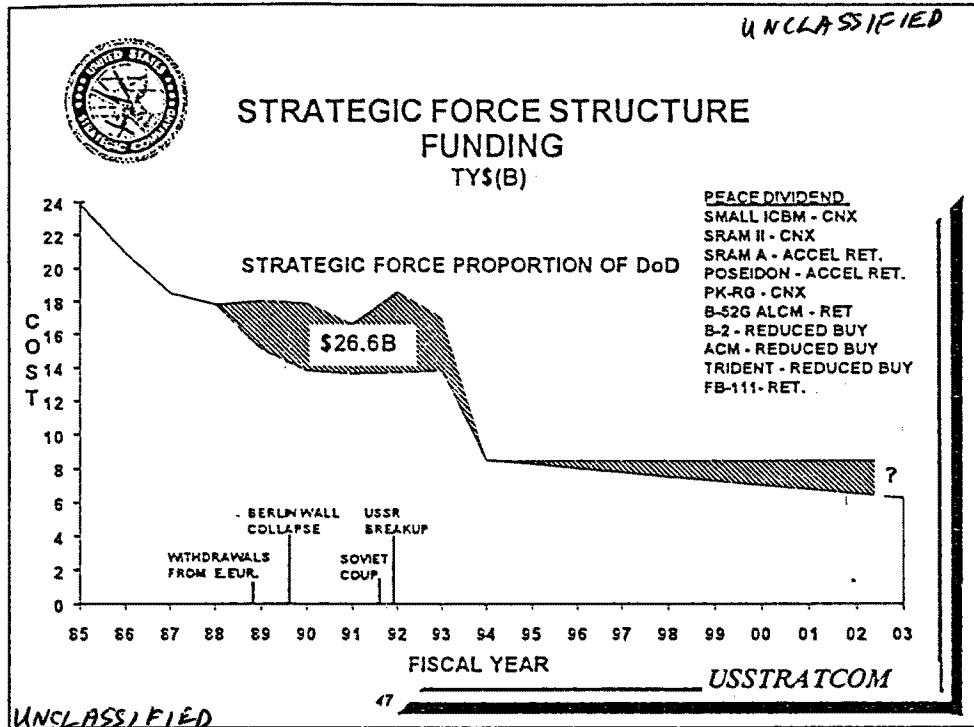 UNCLASSIFIED
UNITED STATES
STRATEGIC FORCE STRUCTURE
FUNDING
TY$(B)
PEACE DIVIDEND
SMALL ICBM - CNX
SRAM II - CNX
SRAM A - ACCEL RET.
POSEIDON - ACCEL RET.
PK-RG - CNX
B-52G ALCM - RET
B-2 - REDUCED BUY
ACM - REDUCED BUY
TRIDENT - REDUCED BUY
FB-111- RET.
STRATEGIC FORCE PROPORTION OF DoD
$26.6B
COST
24
22
20
18
16
14
12
10
8
6
4
2
0
?
BERLIN WALL
COLLAPSE
USSR
BREAKUP
WITHDRAWALS
FROM E.EUR.
SOVIET
COUP
85 86 87 88 89 90 91 92 93 94 95 96 97 98 99 00 01 02 03
FISCAL YEAR
USSTRATCOM
47
UNCLASSIFIED